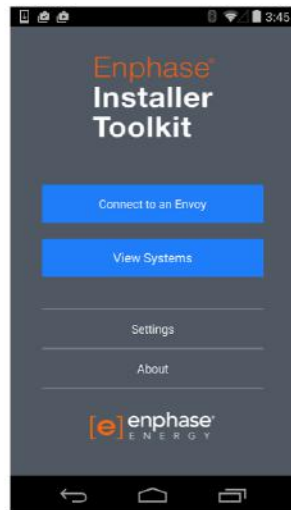 3:45
Enphase®
Installer
Toolkit
Connect to an Envoy
View Systems
Settings
About
[e] enphase®
ENERGY